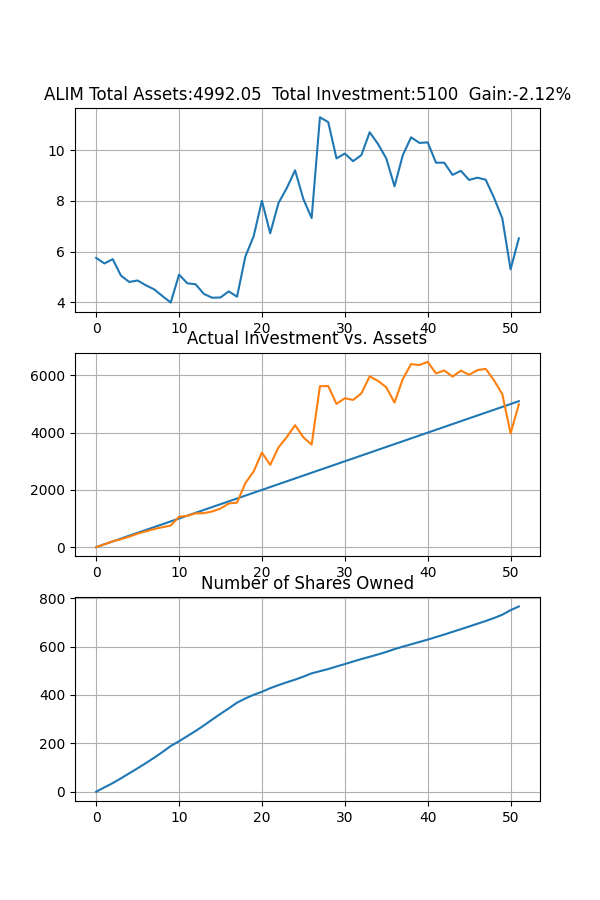 ALIM Total Assets:4992.05  Total Investment:5100  Gain:-2.12%
10
8
6
4
0 10 20 30 40 50
Actual Investment vs. Assets
6000
4000
2000
0
0 10 20 30 40 50
Number of Shares Owned
800
600
400
200
0
0 10 20 30 40 50